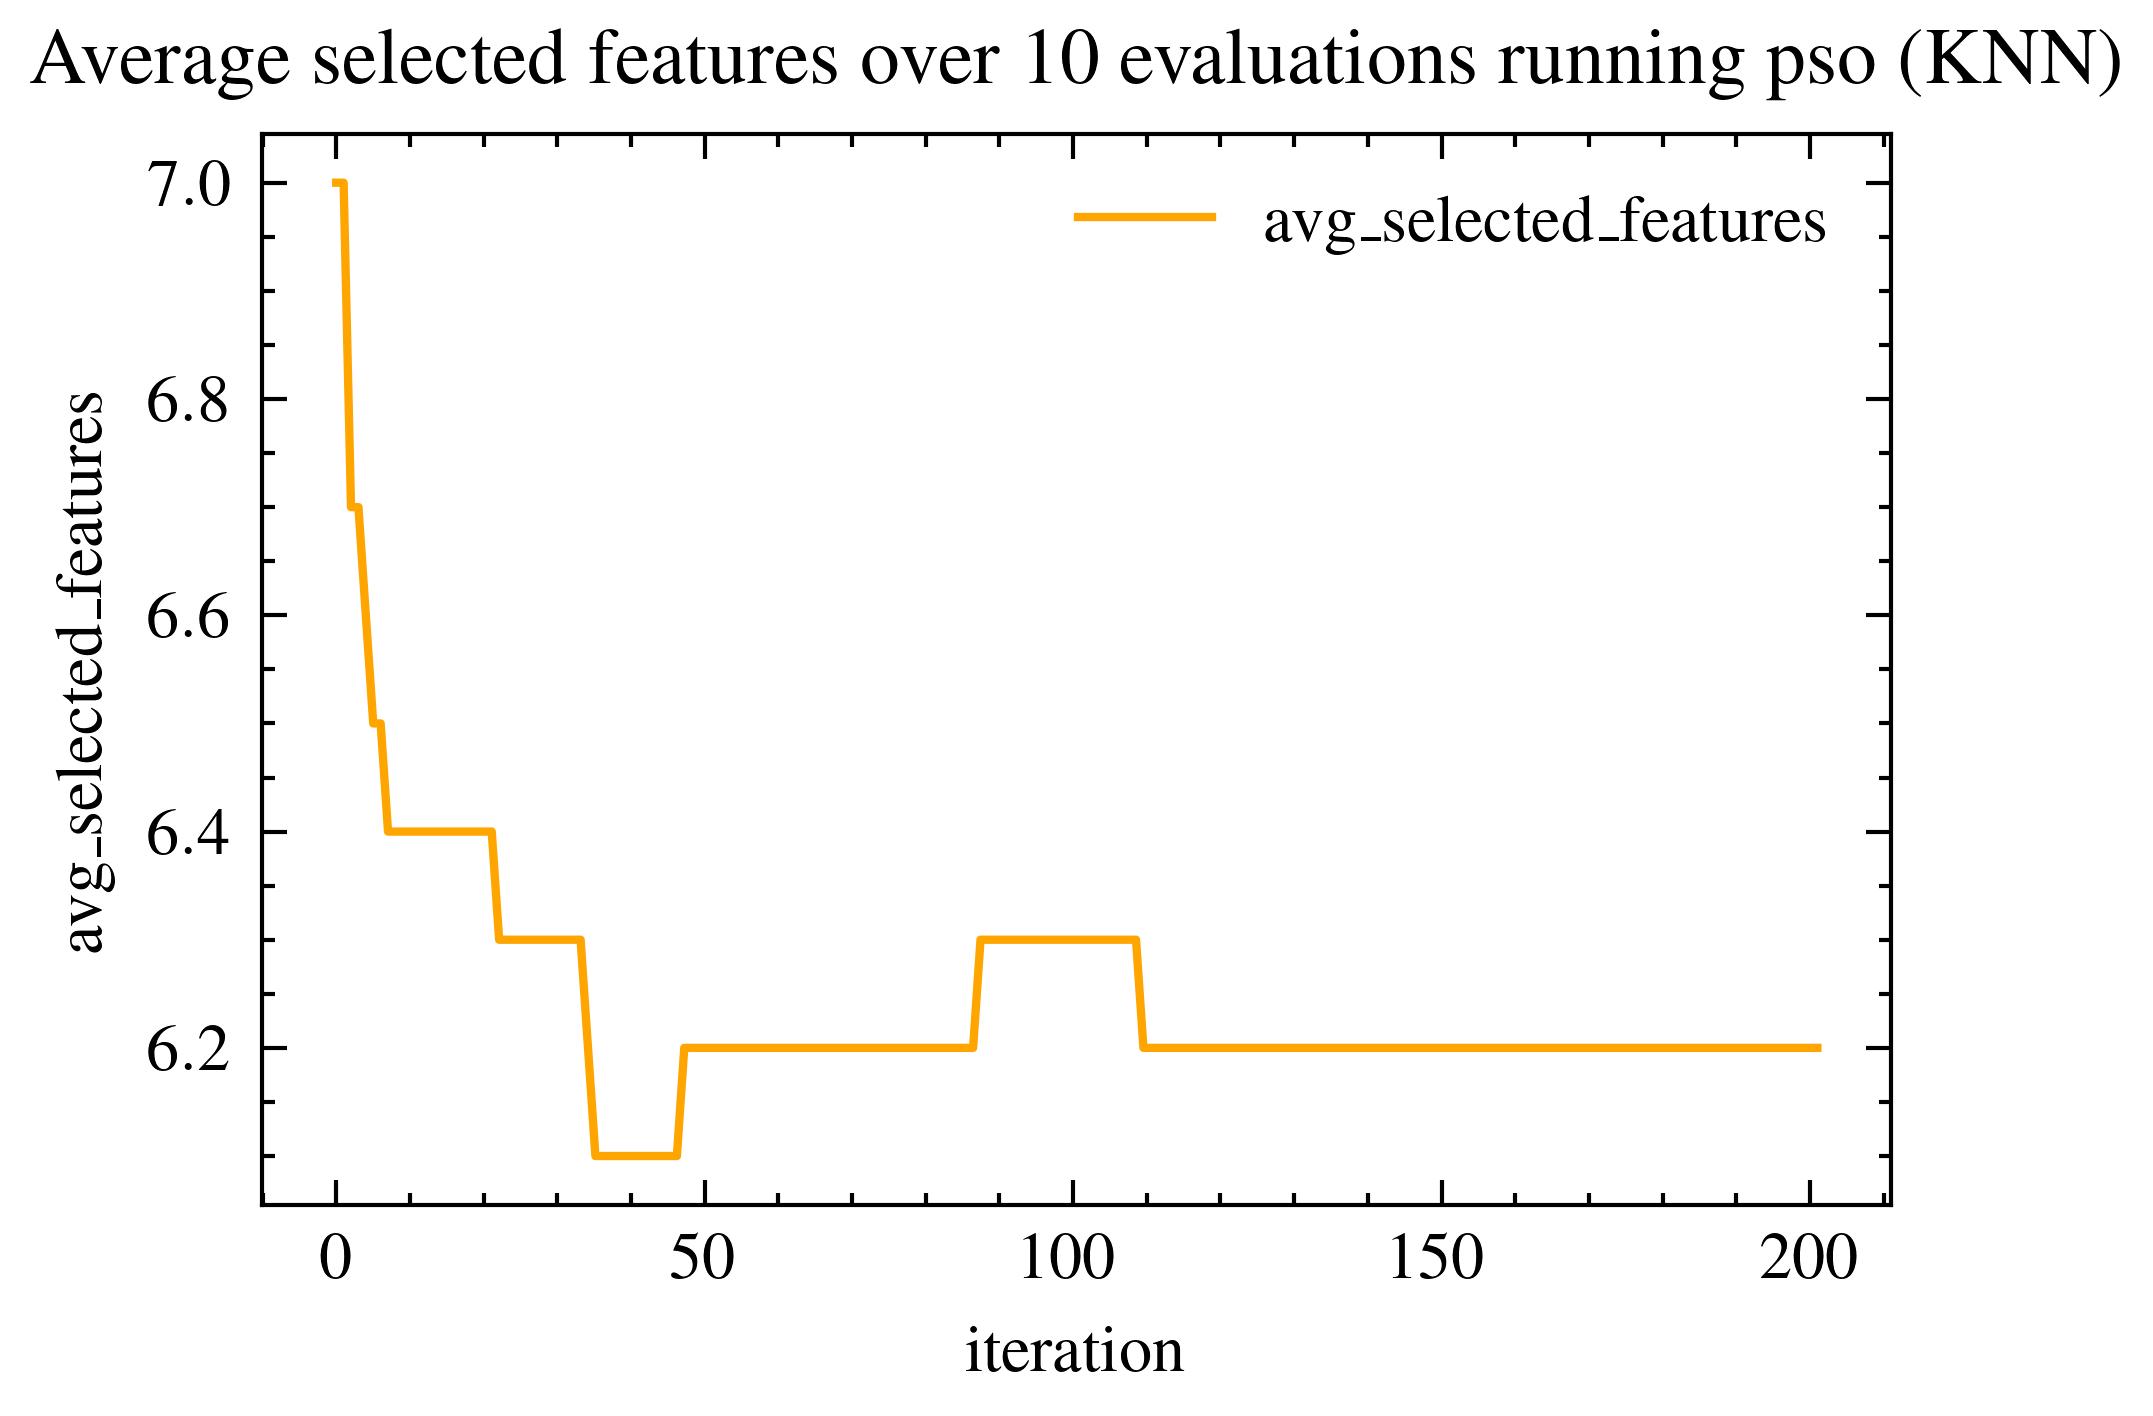 Average selected features over 10 evaluations running pso (KNN)
avg_selected_features
7.0
6.8
6.6
6.4
6.2
avg_selected_features
0 50 100 150 200
iteration